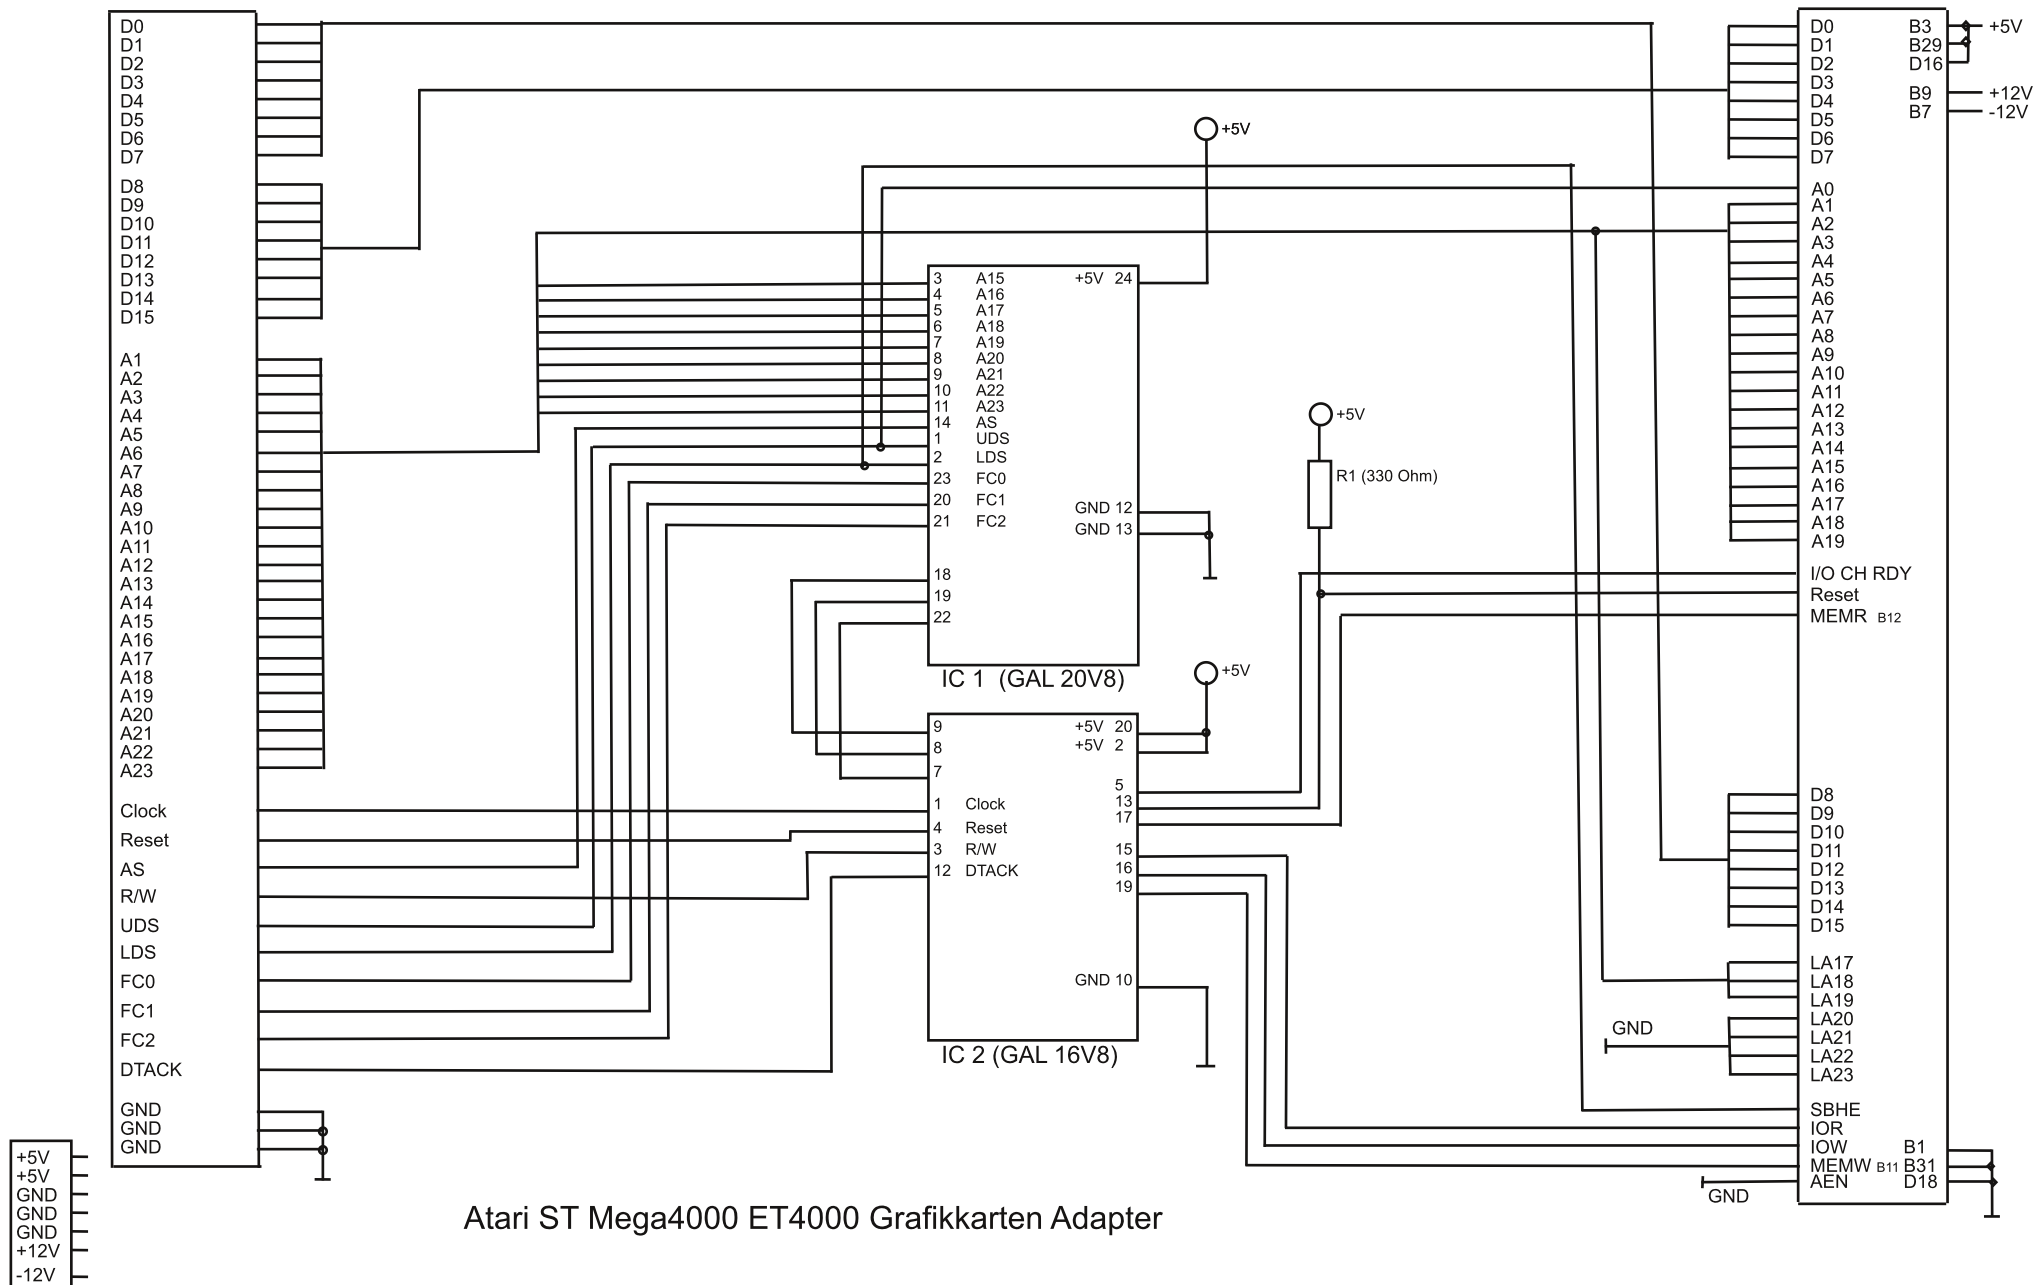 D0
D1
D2
D3
D4
D5
D6
D7
D8
D9
D10
D11
D12
D13
D14
D15
A1
A2
A3
A4
A5
A6
A7
A8
A9
A10
A11
A12
A13
A14
A15
A16
A17
A18
A19
A20
A21
A22
A23
Clock
Reset
AS
R/W
UDS
LDS
FC0
FC1
FC2
DTACK
GND
GND
GND
+5V
+5V
GND
GND
GND
+12V
-12V
+5V
3 A15 +5V 24
4 A16
5 A17
6 A18
7 A19
8 A20
9 A21
10 A22
11 A23
14 AS
1 UDS
2 LDS
23 FC0
20 FC1
21 FC2
GND 12
GND 13
18
19
22
IC 1 (GAL 20V8)
+5V
R1 (330 Ohm)
+5V
9 +5V 20
8 +5V 2
7
5
1 Clock 13
17
4 Reset
3 R/W 15
12 DTACK 16
19
GND 10
IC 2 (GAL 16V8)
D0 B3 +5V
D1 B29
D2 D16
D3
D4 B9 +12V
D5 B7 -12V
D6
D7
A0
A1
A2
A3
A4
A5
A6
A7
A8
A9
A10
A11
A12
A13
A14
A15
A16
A17
A18
A19
I/O CH RDY
Reset
MEMR B12
D8
D9
D10
D11
D12
D13
D14
D15
LA17
LA18
LA19
LA20
GND
LA21
LA22
LA23
SBHE
IOR
IOW B1
MEMW B11 B31
AEN D18
GND
Atari ST Mega4000 ET4000 Grafikkarten Adapter